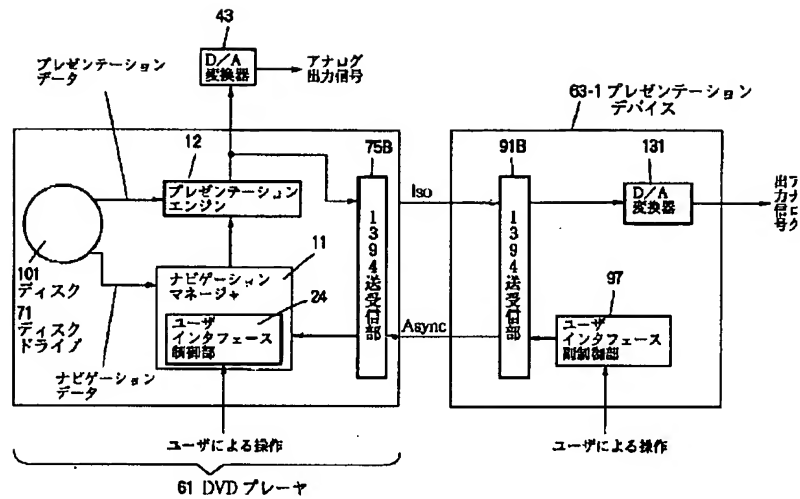 43
D/A
変換器
アナログ
出力信号
プレゼンテーション
データ
63-1 プレゼンテーション
デバイス
12
プレゼンテーション
エンジン
75B
1394送受信部
Iso
91B
1394送受信部
131
D/A
変換器
アナログ
出力信号
101
ディスク
71
ディスク
ドライブ
11
ナビゲーション
マネージャ
24
ユーザ
インタフェース
制御部
Async
97
ユーザ
インタフェース
副制御部
ナビゲーション
データ
ユーザによる操作
ユーザによる操作
61 DVD プレーヤ